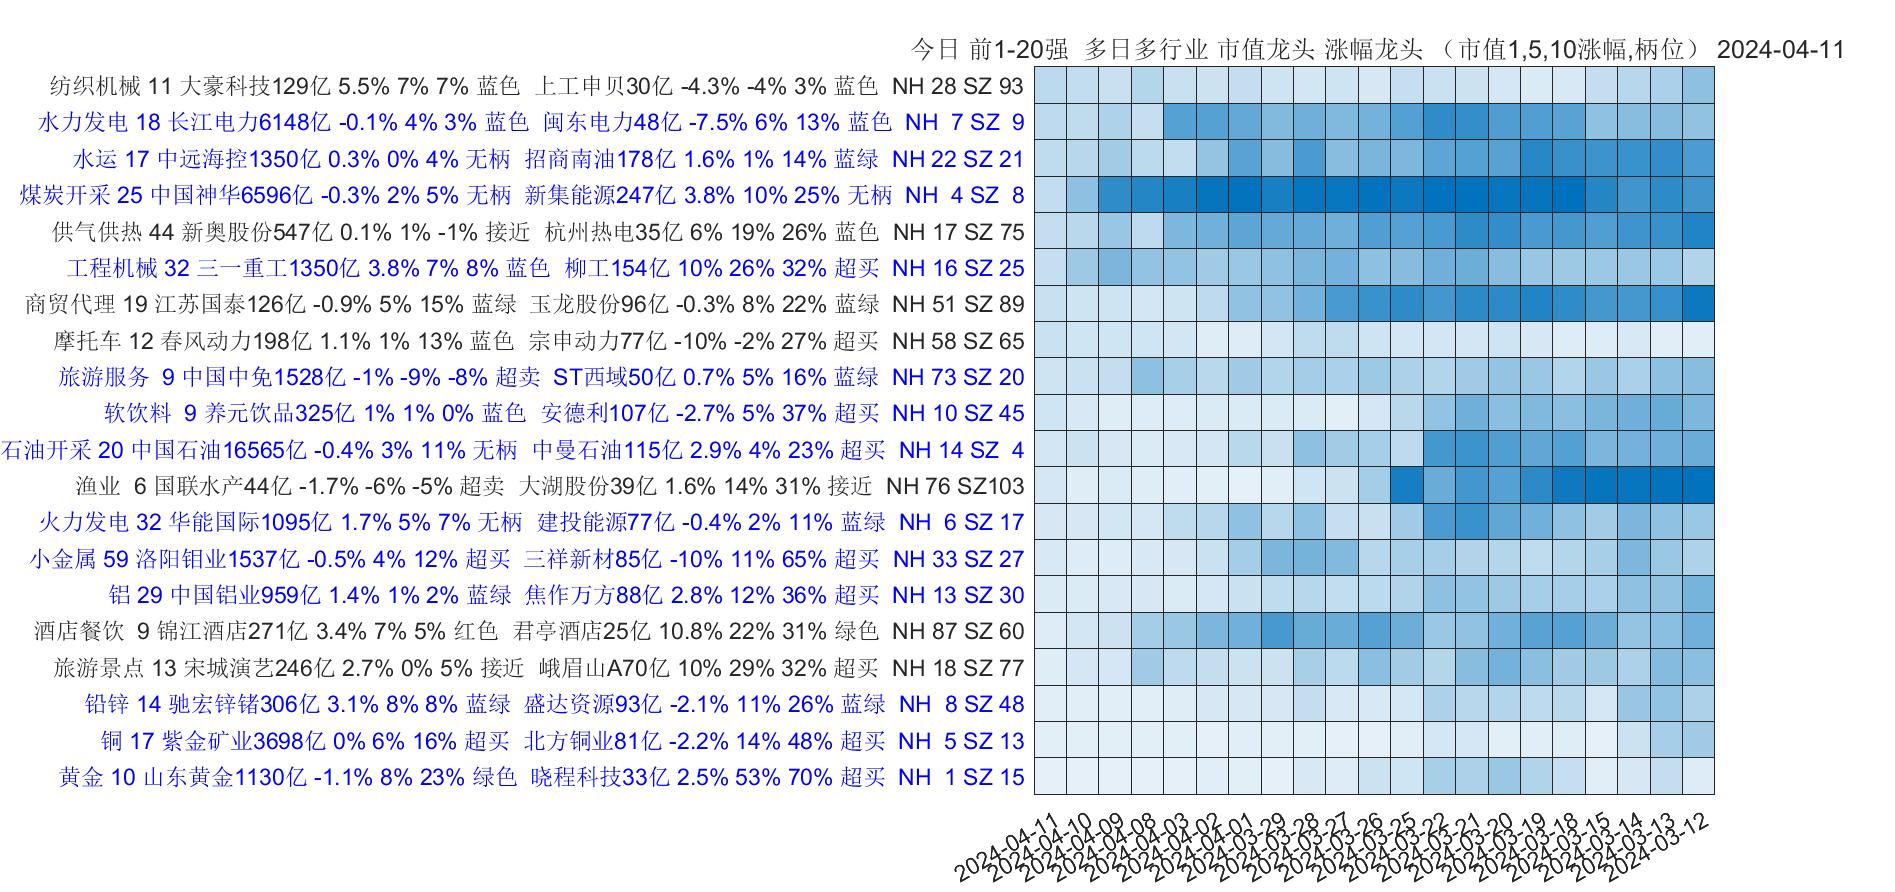 今日 前1-20强 多日多行业 市值龙头 涨幅龙头 （市值1,5,10涨幅,柄位） 2024-04-11
纺织机械 11 大豪科技129亿 5.5% 7% 7% 蓝色 上工申贝30亿 -4.3% -4% 3% 蓝色 NH 28 SZ 93
水力发电 18 长江电力6148亿 -0.1% 4% 3% 蓝色 闽东电力48亿 -7.5% 6% 13% 蓝色 NH 7 SZ 9
水运 17 中远海控1350亿 0.3% 0% 4% 无柄 招商南油178亿 1.6% 1% 14% 蓝绿 NH 22 SZ 21
煤炭开采 25 中国神华6596亿 -0.3% 2% 5% 无柄 新集能源247亿 3.8% 10% 25% 无柄 NH 4 SZ 8
供气供热 44 新奥股份547亿 0.1% 1% -1% 接近 杭州热电35亿 6% 19% 26% 蓝色 NH 17 SZ 75
工程机械 32 三一重工1350亿 3.8% 7% 8% 蓝色 柳工154亿 10% 26% 32% 超买 NH 16 SZ 25
商贸代理 19 江苏国泰126亿 -0.9% 5% 15% 蓝绿 玉龙股份96亿 -0.3% 8% 22% 蓝绿 NH 51 SZ 89
摩托车 12 春风动力198亿 1.1% 1% 13% 蓝色 宗申动力77亿 -10% -2% 27% 超买 NH 58 SZ 65
旅游服务 9 中国中免1528亿 -1% -9% -8% 超卖 ST西域50亿 0.7% 5% 16% 蓝绿 NH 73 SZ 20
软饮料 9 养元饮品325亿 1% 1% 0% 蓝色 安德利107亿 -2.7% 5% 37% 超买 NH 10 SZ 45
石油开采 20 中国石油16565亿 -0.4% 3% 11% 无柄 中曼石油115亿 2.9% 4% 23% 超买 NH 14 SZ 4
渔业 6 国联水产44亿 -1.7% -6% -5% 超卖 大湖股份39亿 1.6% 14% 31% 接近 NH 76 SZ103
火力发电 32 华能国际1095亿 1.7% 5% 7% 无柄 建投能源77亿 -0.4% 2% 11% 蓝绿 NH 6 SZ 17
小金属 59 洛阳钼业1537亿 -0.5% 4% 12% 超买 三祥新材85亿 -10% 11% 65% 超买 NH 33 SZ 27
铝 29 中国铝业959亿 1.4% 1% 2% 蓝绿 焦作万方88亿 2.8% 12% 36% 超买 NH 13 SZ 30
酒店餐饮 9 锦江酒店271亿 3.4% 7% 5% 红色 君亭酒店25亿 10.8% 22% 31% 绿色 NH 87 SZ 60
旅游景点 13 宋城演艺246亿 2.7% 0% 5% 接近 峨眉山A70亿 10% 29% 32% 超买 NH 18 SZ 77
铅锌 14 驰宏锌锗306亿 3.1% 8% 8% 蓝绿 盛达资源93亿 -2.1% 11% 26% 蓝绿 NH 8 SZ 48
铜 17 紫金矿业3698亿 0% 6% 16% 超买 北方铜业81亿 -2.2% 14% 48% 超买 NH 5 SZ 13
黄金 10 山东黄金1130亿 -1.1% 8% 23% 绿色 晓程科技33亿 2.5% 53% 70% 超买 NH 1 SZ 15
2024-04-11
2024-04-10
2024-04-09
2024-04-08
2024-04-03
2024-04-02
2024-04-01
2024-03-29
2024-03-28
2024-03-27
2024-03-26
2024-03-25
2024-03-22
2024-03-21
2024-03-20
2024-03-19
2024-03-18
2024-03-15
2024-03-14
2024-03-13
2024-03-12